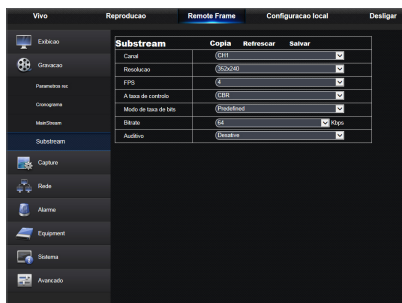 Vivo Reproducao Remote Frame Configuracao local Desligar
Exibicao
Gravacao
Parametros rec
Cronograma
MainStream
Substream
Capture
Rede
Alarme
Equipment
Sistema
Avancado
Substream Copia Refrescar Salvar
Canal CH1
Resolucao 352x240
FPS 4
A taxa de controlo CBR
Modo de taxa de bits Predefined
Bitrate 64 Kbps
Auditivo Desative